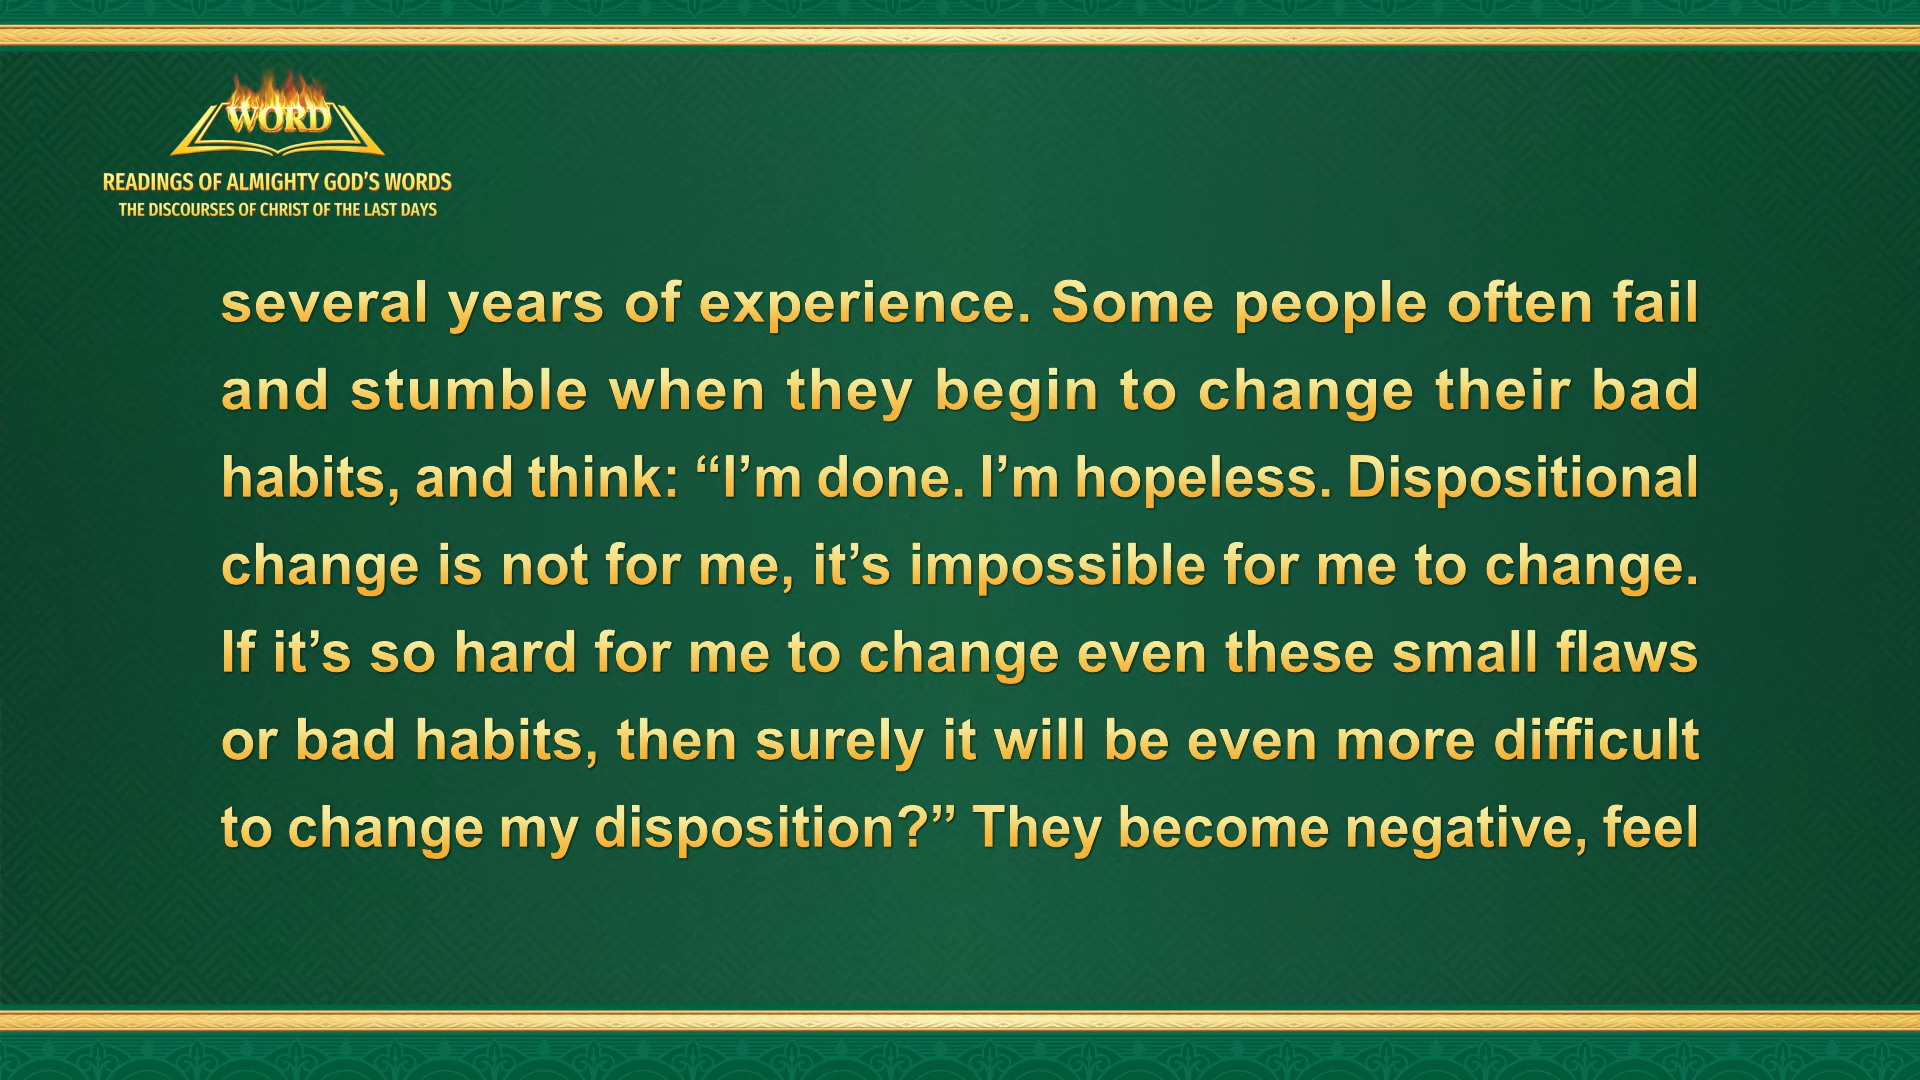 WORD
READINGS OF ALMIGHTY GOD’S WORDS
THE DISCOURSES OF CHRIST OF THE LAST DAYS
several years of experience. Some people often fail
and stumble when they begin to change their bad
habits, and think: “I’m done. I’m hopeless. Dispositional
change is not for me, it’s impossible for me to change.
If it’s so hard for me to change even these small flaws
or bad habits, then surely it will be even more difficult
to change my disposition?” They become negative, feel